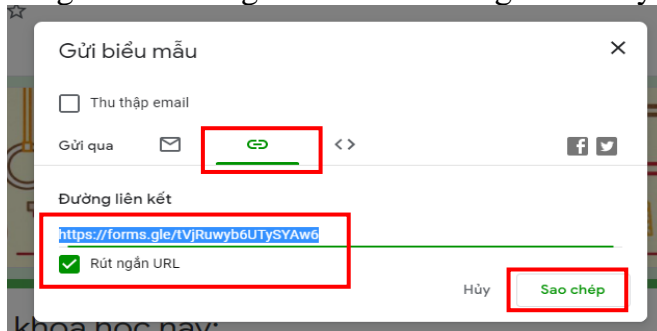 Gửi biểu mẫu
Thu thập email
Gửi qua
Đường liên kết
https://forms.gle/tVjRuwyb6UTySYAw6
Rút ngắn URL
Hủy Sao chép
khóa học này: